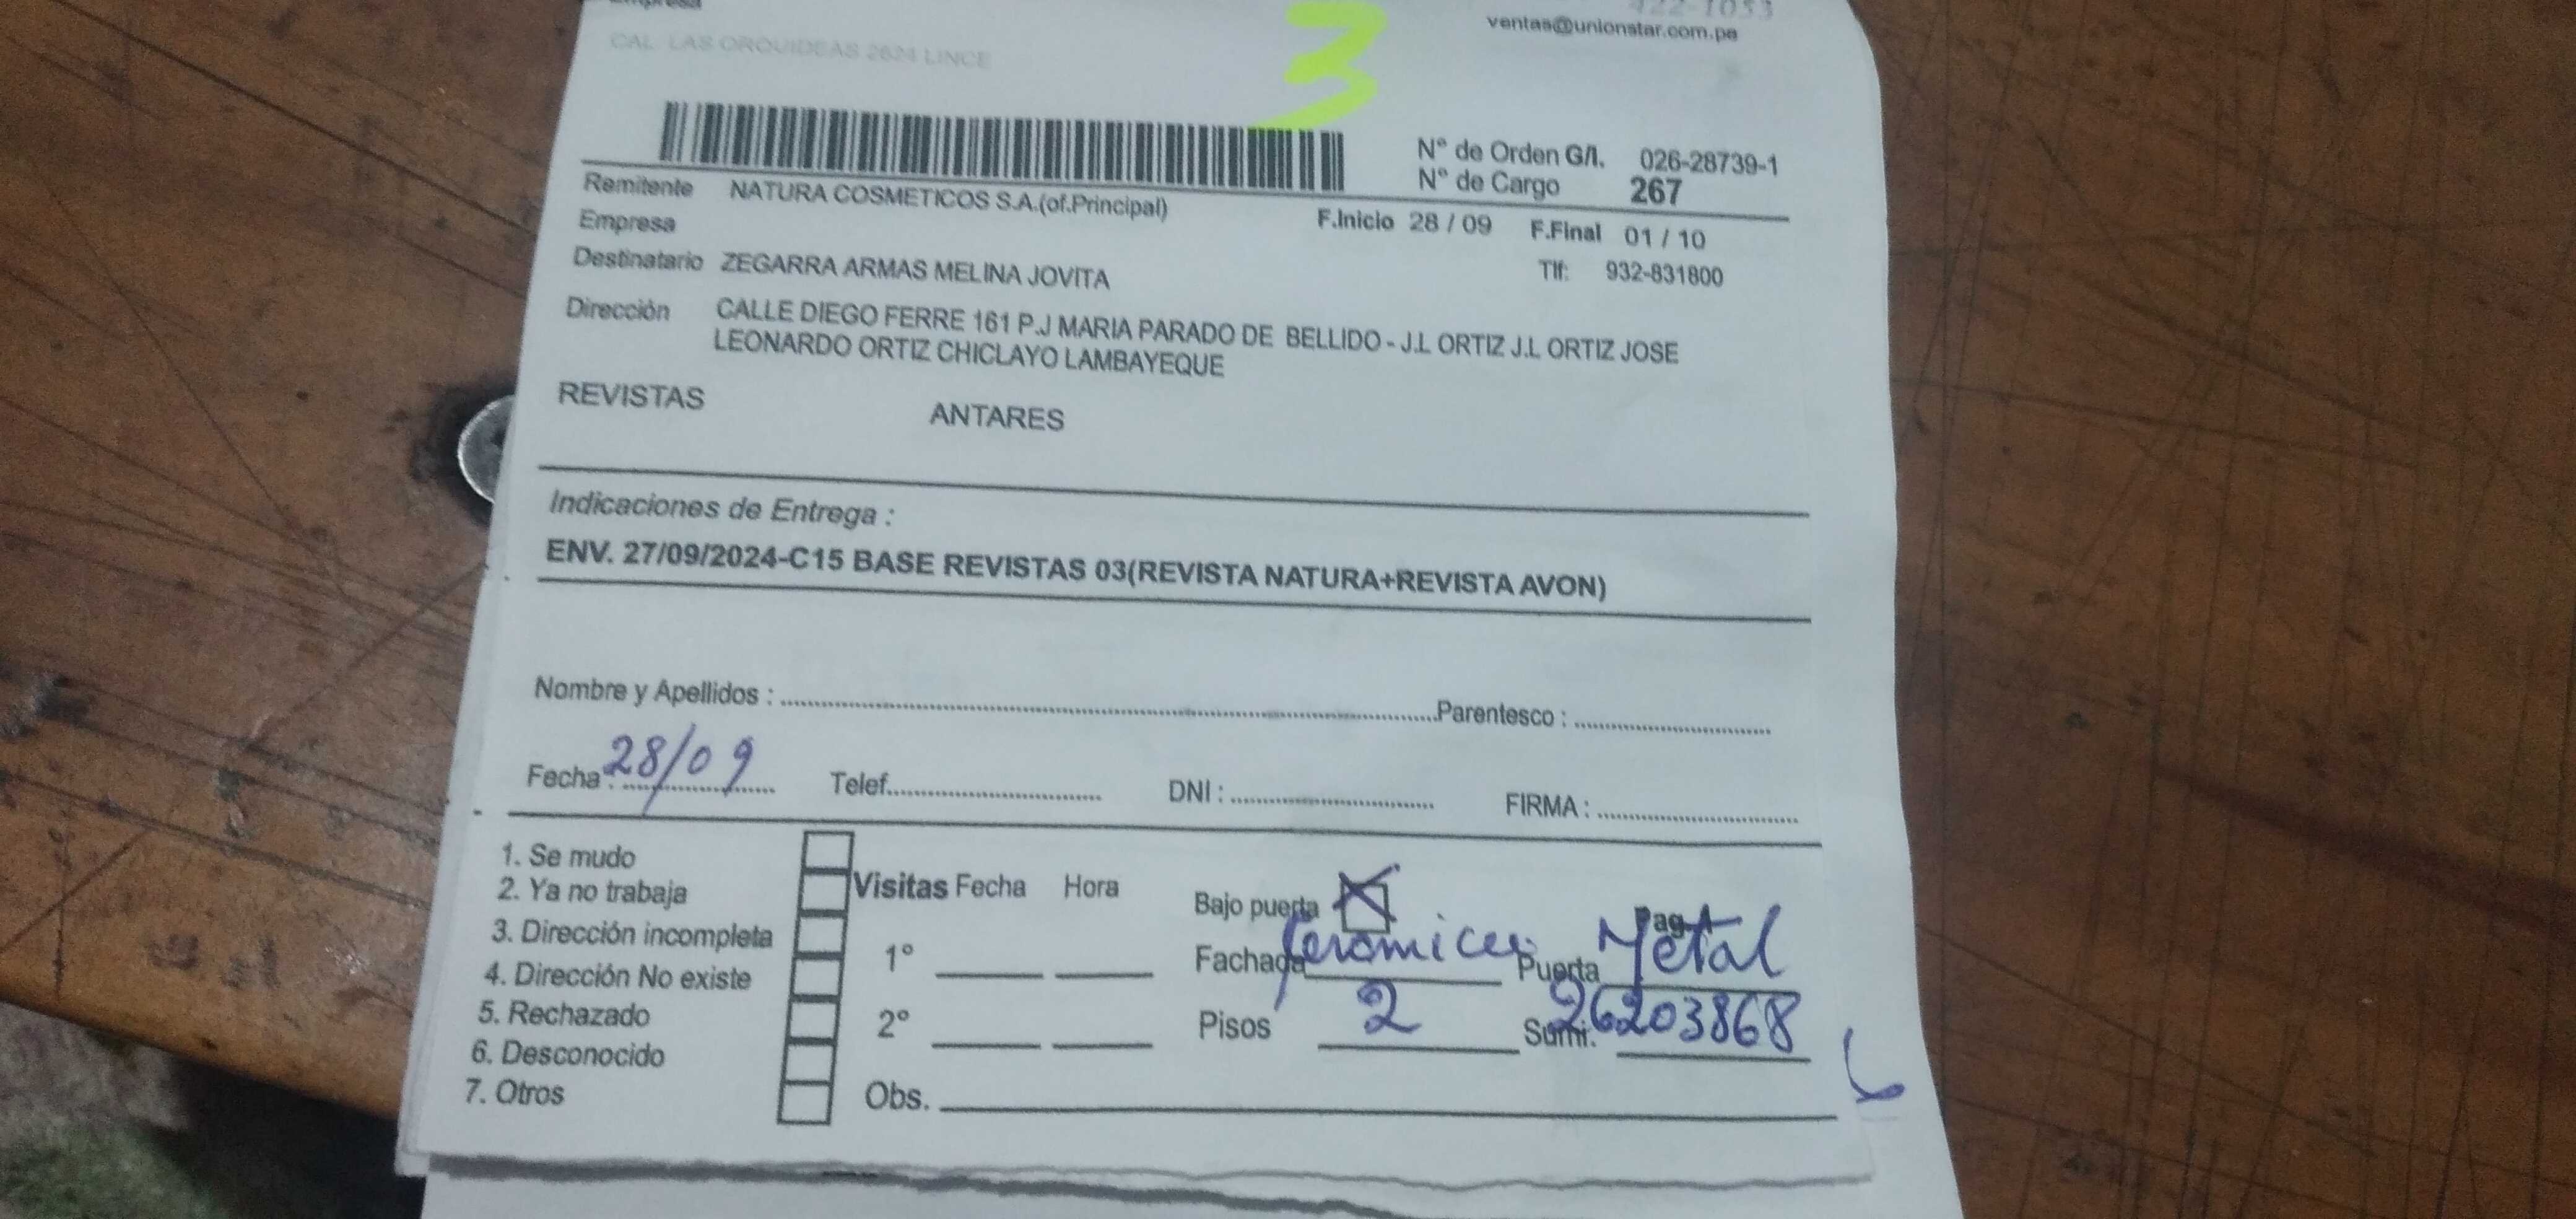 Empresa
422-1053
ventas@unionstar.com.pe
CAL LAS ORQUIDEAS 2624 LINCE
3
N° de Orden G/I. 026-28739-1
N° de Cargo 267
Remitente NATURA COSMETICOS S.A.(of.Principal)
Empresa F.Inicio 28 / 09 F.Final 01 / 10
Destinatario ZEGARRA ARMAS MELINA JOVITA Tlf: 932-831800
Dirección CALLE DIEGO FERRE 161 P.J MARIA PARADO DE BELLIDO - J.L ORTIZ J.L ORTIZ JOSE
LEONARDO ORTIZ CHICLAYO LAMBAYEQUE
REVISTAS ANTARES
Indicaciones de Entrega :
ENV. 27/09/2024-C15 BASE REVISTAS 03(REVISTA NATURA+REVISTA AVON)
Nombre y Apellidos : Parentesco :
Fecha : 28/09 Telef. DNI : FIRMA :
1. Se mudo
2. Ya no trabaja
3. Dirección incompleta
4. Dirección No existe
5. Rechazado
6. Desconocido
7. Otros
Visitas Fecha Hora
1°
2°
Obs.
Bajo puerta X Pag.
Fachada Puerta Metal
Pisos 2 Sumi. 26203868